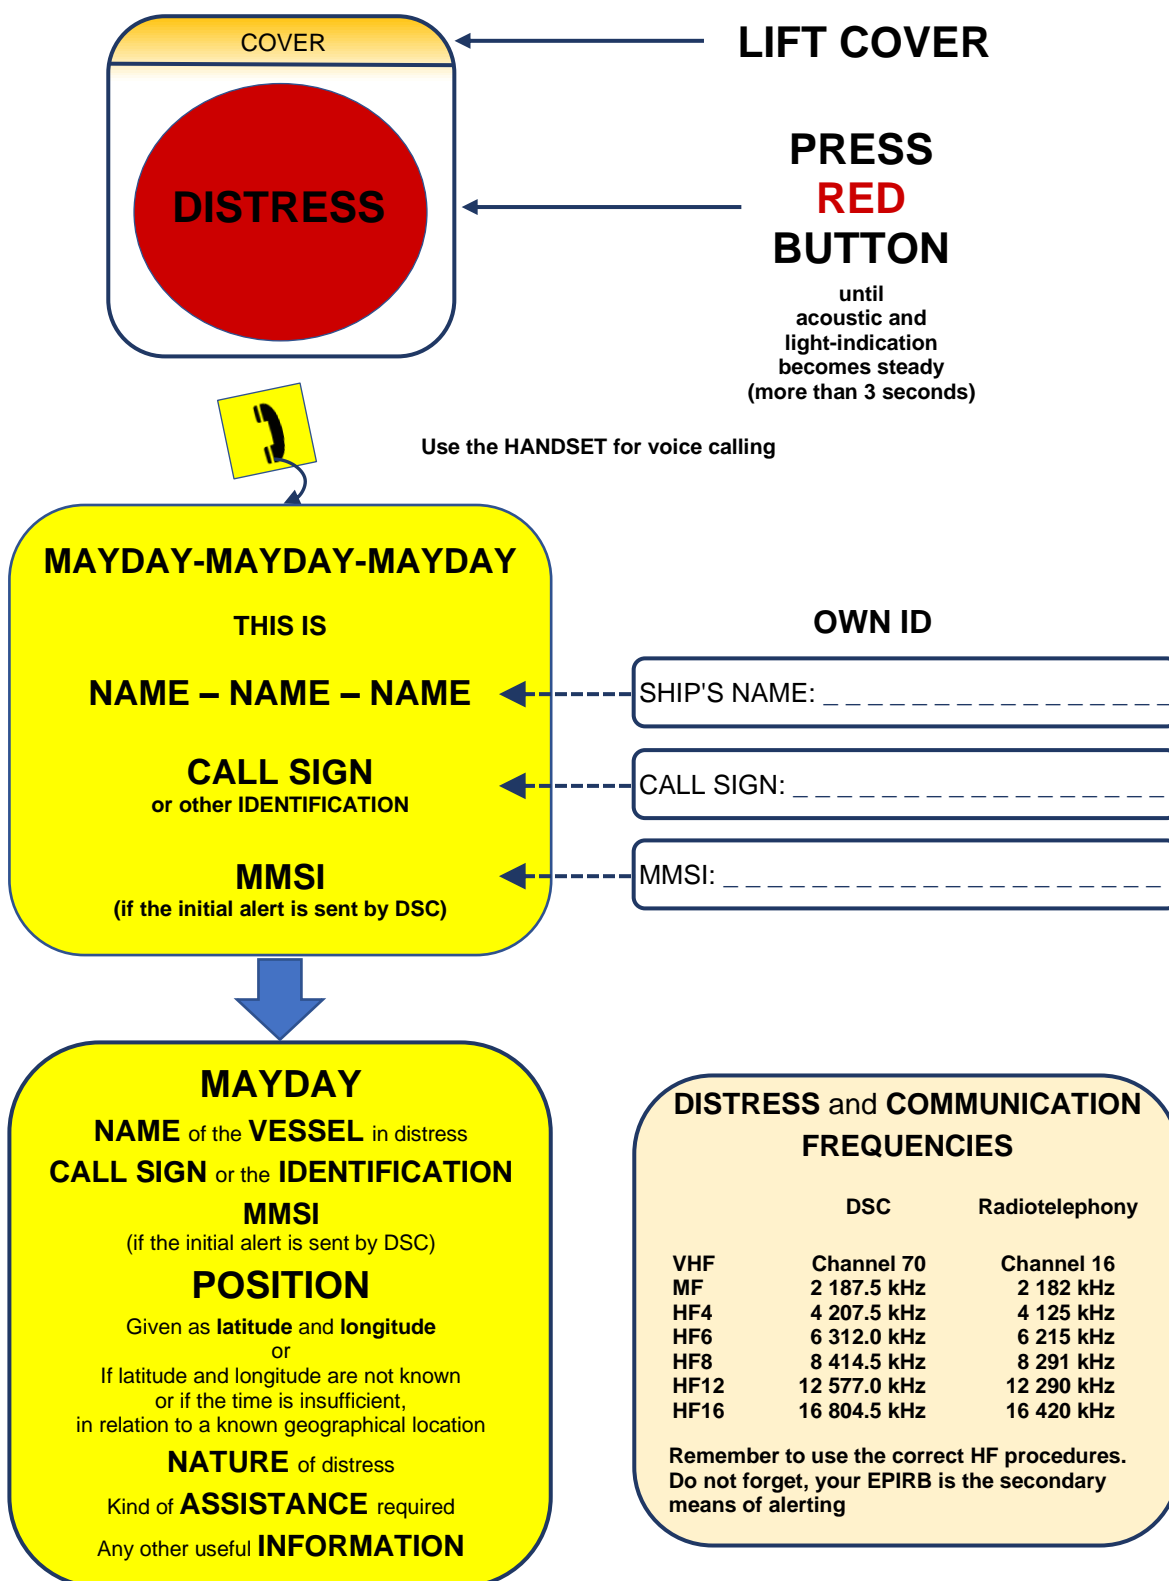 COVER
LIFT COVER
DISTRESS
PRESS
RED
BUTTON
until
acoustic and
light-indication
becomes steady
(more than 3 seconds)
Use the HANDSET for voice calling
MAYDAY-MAYDAY-MAYDAY
THIS IS
NAME – NAME – NAME
CALL SIGN
or other IDENTIFICATION
MMSI
(if the initial alert is sent by DSC)
OWN ID
SHIP'S NAME: _ _ _ _ _ _ _ _ _ _ _ _ _ _ _ _
CALL SIGN: _ _ _ _ _ _ _ _ _ _ _ _ _ _ _ _ _
MMSI: _ _ _ _ _ _ _ _ _ _ _ _ _ _ _ _ _ _ _ _
MAYDAY
NAME of the VESSEL in distress
CALL SIGN or the IDENTIFICATION
MMSI
(if the initial alert is sent by DSC)
POSITION
Given as latitude and longitude
or
If latitude and longitude are not known
or if the time is insufficient,
in relation to a known geographical location
NATURE of distress
Kind of ASSISTANCE required
Any other useful INFORMATION
DISTRESS and COMMUNICATION
FREQUENCIES
DSC Radiotelephony
VHF Channel 70 Channel 16
MF 2 187.5 kHz 2 182 kHz
HF4 4 207.5 kHz 4 125 kHz
HF6 6 312.0 kHz 6 215 kHz
HF8 8 414.5 kHz 8 291 kHz
HF12 12 577.0 kHz 12 290 kHz
HF16 16 804.5 kHz 16 420 kHz
Remember to use the correct HF procedures.
Do not forget, your EPIRB is the secondary
means of alerting